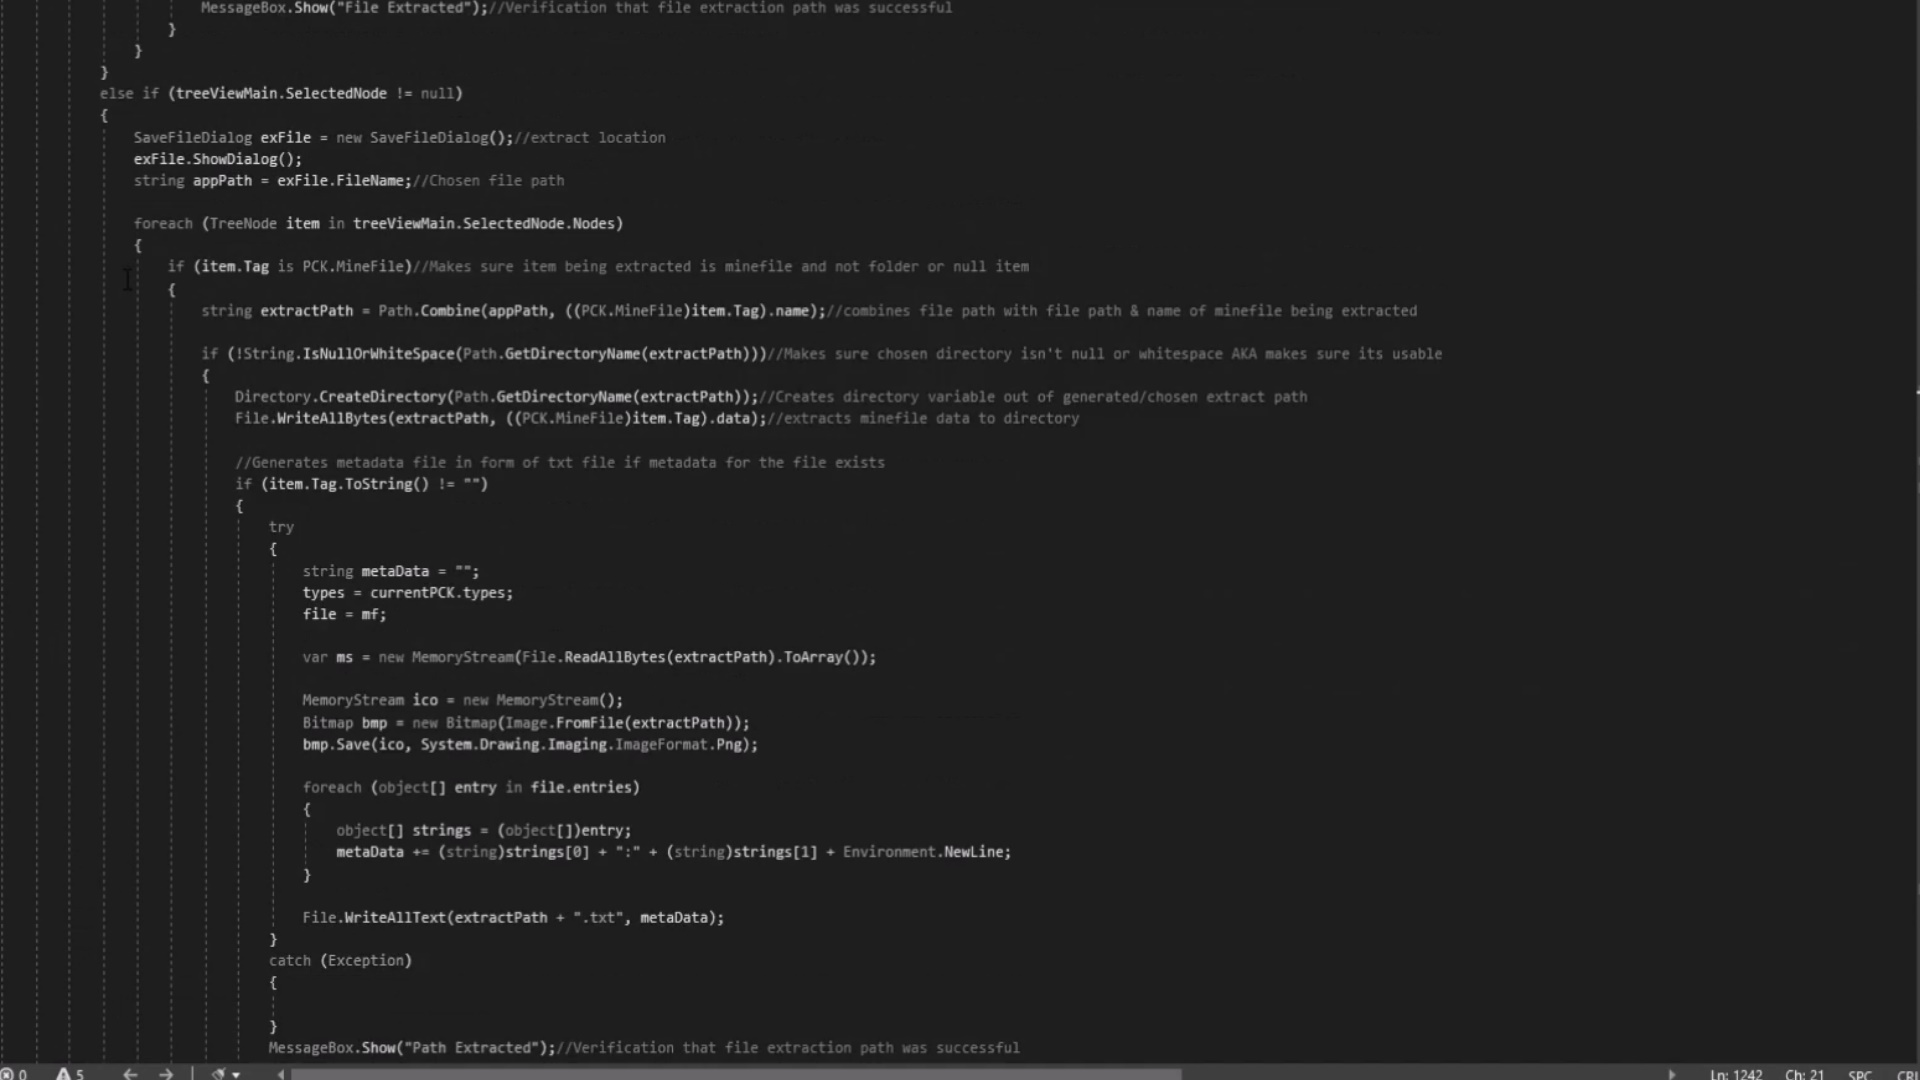 MessageBox.Show("File Extracted");//Verification that file extraction path was successful
}
}
}
else if (treeViewMain.SelectedNode != null)
{
SaveFileDialog exFile = new SaveFileDialog();//extract location
exFile.ShowDialog();
string appPath = exFile.FileName;//Chosen file path
foreach (TreeNode item in treeViewMain.SelectedNode.Nodes)
{
if (item.Tag is PCK.MineFile)//Makes sure item being extracted is minefile and not folder or null item
{
string extractPath = Path.Combine(appPath, ((PCK.MineFile)item.Tag).name);//combines file path with file path & name of minefile being extracted
if (!String.IsNullOrWhiteSpace(Path.GetDirectoryName(extractPath)))//Makes sure chosen directory isn't null or whitespace AKA makes sure its usable
{
Directory.CreateDirectory(Path.GetDirectoryName(extractPath));//Creates directory variable out of generated/chosen extract path
File.WriteAllBytes(extractPath, ((PCK.MineFile)item.Tag).data);//extracts minefile data to directory
//Generates metadata file in form of txt file if metadata for the file exists
if (item.Tag.ToString() != "")
{
try
{
string metaData = "";
types = currentPCK.types;
file = mf;
var ms = new MemoryStream(File.ReadAllBytes(extractPath).ToArray());
MemoryStream ico = new MemoryStream();
Bitmap bmp = new Bitmap(Image.FromFile(extractPath));
bmp.Save(ico, System.Drawing.Imaging.ImageFormat.Png);
foreach (object[] entry in file.entries)
{
object[] strings = (object[])entry;
metaData += (string)strings[0] + ":" + (string)strings[1] + Environment.NewLine;
}
File.WriteAllText(extractPath + ".txt", metaData);
}
catch (Exception)
{
}
MessageBox.Show("Path Extracted");//Verification that file extraction path was successful
0 5 Ln: 1242 Ch: 21 SPC